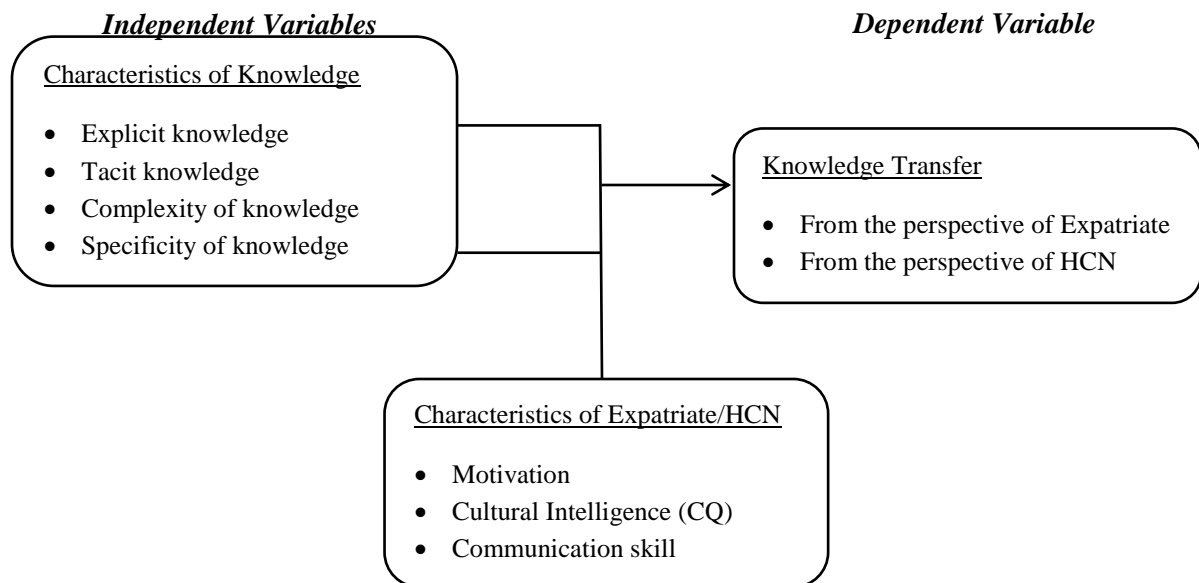 Independent Variables
Dependent Variable
Characteristics of Knowledge
• Explicit knowledge
• Tacit knowledge
• Complexity of knowledge
• Specificity of knowledge
Knowledge Transfer
• From the perspective of Expatriate
• From the perspective of HCN
Characteristics of Expatriate/HCN
• Motivation
• Cultural Intelligence (CQ)
• Communication skill